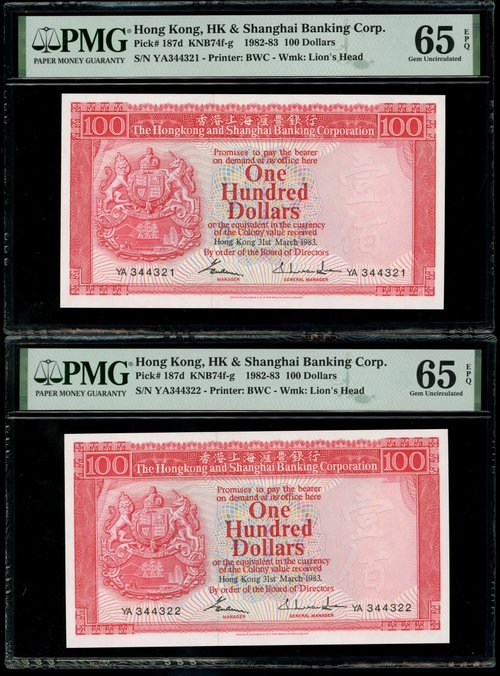 PMG
PAPER MONEY GUARANTY
Hong Kong, HK & Shanghai Banking Corp.
Pick# 187d KNB74f-g 1982-83 100 Dollars
S/N YA344321 - Printer: BWC - Wmk: Lion's Head
65 EPQ
Gem Uncirculated
香港上海滙豐銀行
100 The Hongkong and Shanghai Banking Corporation 100
Promises to pay the bearer
on demand at its office here
One
Hundred
Dollars
or the equivalent in the currency
of the Colony value received
Hong Kong 31st March 1983.
By order of the Board of Directors
壹佰
YA 344321
MANAGER
GENERAL MANAGER
YA 344321
PMG
PAPER MONEY GUARANTY
Hong Kong, HK & Shanghai Banking Corp.
Pick# 187d KNB74f-g 1982-83 100 Dollars
S/N YA344322 - Printer: BWC - Wmk: Lion's Head
65 EPQ
Gem Uncirculated
香港上海滙豐銀行
100 The Hongkong and Shanghai Banking Corporation 100
Promises to pay the bearer
on demand at its office here
One
Hundred
Dollars
or the equivalent in the currency
of the Colony value received
Hong Kong 31st March 1983.
By order of the Board of Directors
壹佰
YA 344322
MANAGER
GENERAL MANAGER
YA 344322